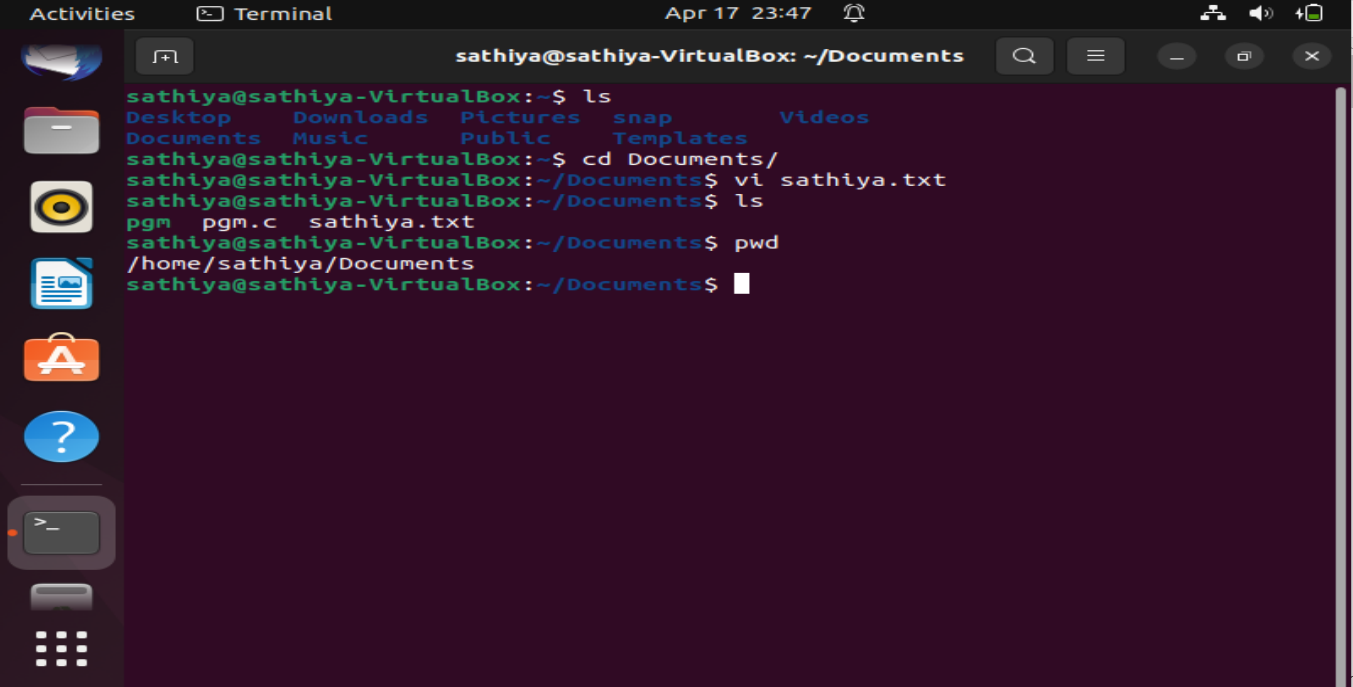 Activities Terminal Apr 17 23:47
sathiya@sathiya-VirtualBox: ~/Documents
sathiya@sathiya-VirtualBox:~$ ls
Desktop Downloads Pictures snap Videos
Documents Music Public Templates
sathiya@sathiya-VirtualBox:~$ cd Documents/
sathiya@sathiya-VirtualBox:~/Documents$ vi sathiya.txt
sathiya@sathiya-VirtualBox:~/Documents$ ls
pgm pgm.c sathiya.txt
sathiya@sathiya-VirtualBox:~/Documents$ pwd
/home/sathiya/Documents
sathiya@sathiya-VirtualBox:~/Documents$